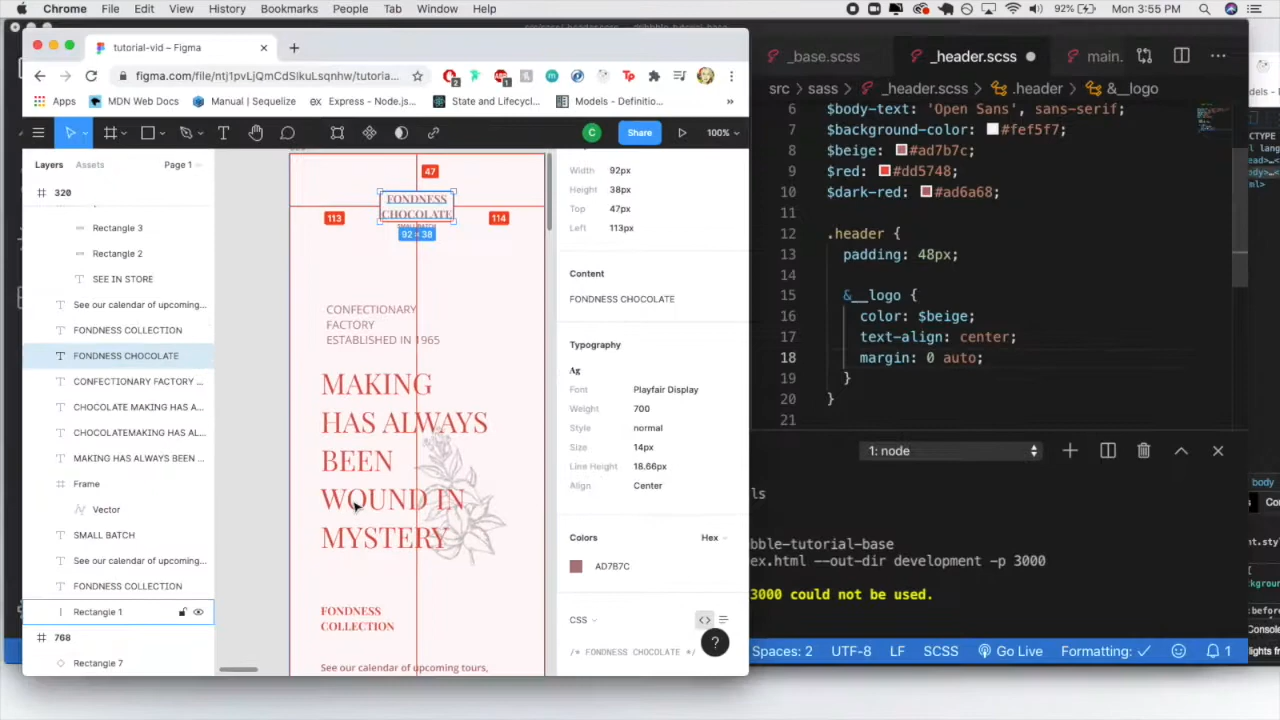 Chrome File Edit View History Bookmarks People Tab Window Help 92% Mon 3:55 PM
tutorial-vid – Figma
figma.com/file/ntj1pvLjQmCdSlkuLsqnhw/tutoria...
Apps MDN Web Docs Manual | Sequelize ex Express - Node.js... State and Lifecycl... Models - Definitio... »
C Share 100%
Layers Assets Page 1
320
Rectangle 3
Rectangle 2
SEE IN STORE
See our calendar of upcoming...
FONDNESS COLLECTION
FONDNESS CHOCOLATE
CONFECTIONARY FACTORY ...
CHOCOLATE MAKING HAS A...
CHOCOLATEMAKING HAS AL...
MAKING HAS ALWAYS BEEN ...
Frame
Vector
SMALL BATCH
See our calendar of upcoming...
FONDNESS COLLECTION
Rectangle 1
768
Rectangle 7
47
FONDNESS
CHOCOLATE
113
114
92 × 38
CONFECTIONARY
FACTORY
ESTABLISHED IN 1965
MAKING
HAS ALWAYS
BEEN
WOUND IN
MYSTERY
FONDNESS
COLLECTION
See our calendar of upcoming tours,
Width 92px
Height 38px
Top 47px
Left 113px
Content
FONDNESS CHOCOLATE
Typography
Ag
Font Playfair Display
Weight 700
Style normal
Size 14px
Line Height 18.66px
Align Center
Colors Hex
AD7B7C
CSS
?
/* FONDNESS CHOCOLATE */
_base.scss _header.scss main.
src > sass > _header.scss > .header > &__logo
6 $body-text: 'Open Sans', sans-serif;
7 $background-color: #fef5f7;
8 $beige: #ad7b7c;
9 $red: #dd5748;
10 $dark-red: #ad6a68;
11
12 .header {
13 padding: 48px;
14
15 &__logo {
16 color: $beige;
17 text-align: center;
18 margin: 0 auto;
19 }
20 }
21
1: node
ls
bble-tutorial-base
ex.html --out-dir development -p 3000
3000 could not be used.
Spaces: 2 UTF-8 LF SCSS Go Live Formatting: ✓ 1